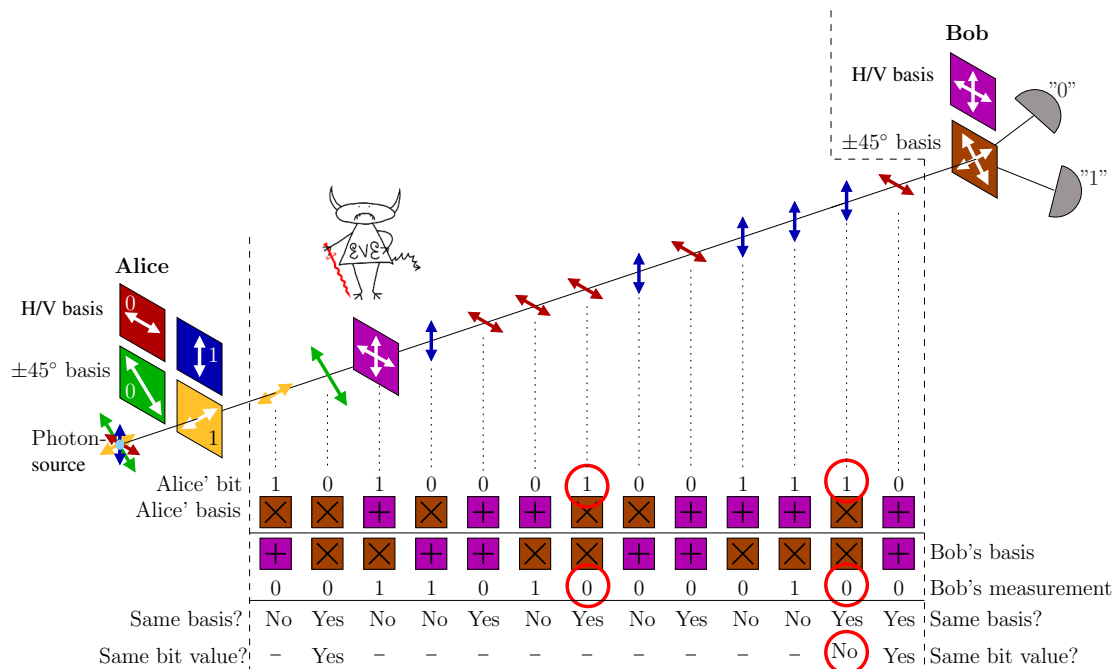 Bob
H/V basis
"0"
±45° basis
"1"
EVE
Alice
H/V basis
0
1
±45° basis
0
1
Photon-
source
Alice' bit 1 0 1 0 0 0 1 0 0 1 1 1 0
Alice' basis × × + × + + × × + + + × +
+ × × + + × × + + × × × + Bob's basis
0 0 1 1 0 1 0 0 0 0 1 0 0 Bob's measurement
Same basis? No Yes No No Yes No Yes No Yes No No Yes Yes Same basis?
Same bit value? – Yes – – – – – – – – – No Yes Same bit value?